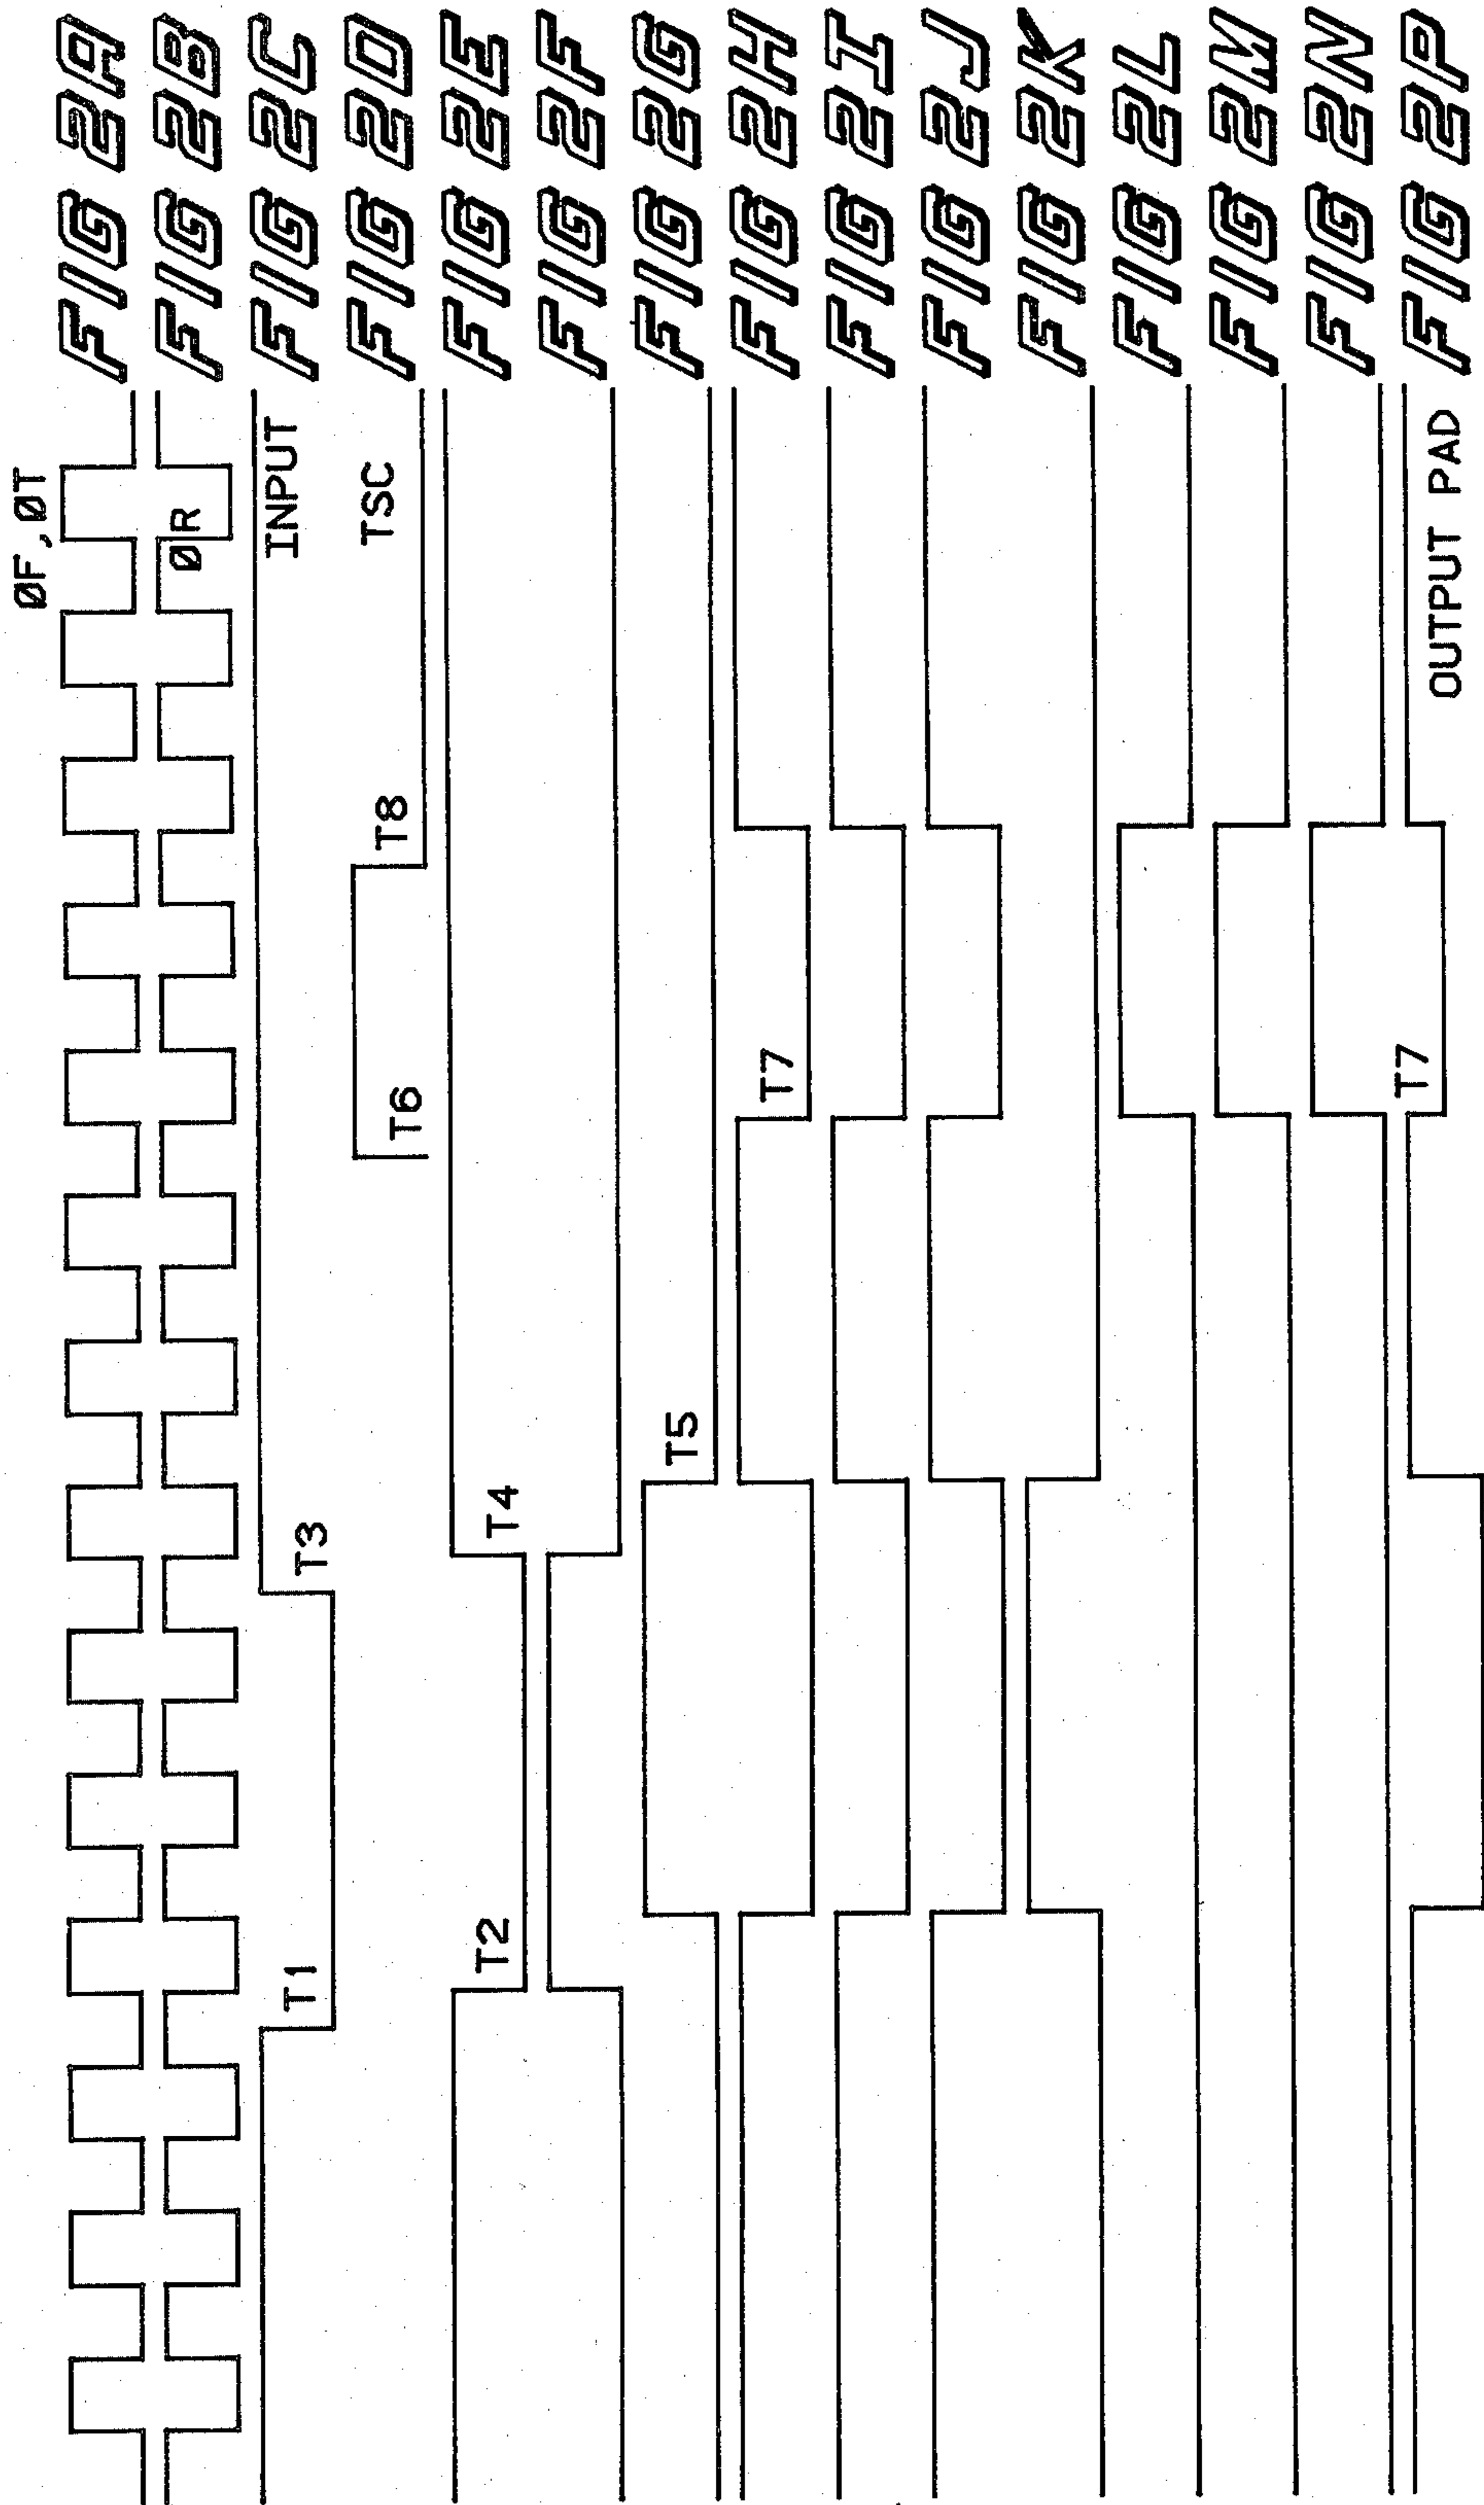 ØF,ØT
FIG 2A
Ø R
FIG 2B
INPUT
T1
T3
FIG 2C
TSC
T6
T8
FIG 2D
T2
T4
FIG 2E
FIG 2F
T5
FIG 2G
T7
FIG 2H
FIG 2I
FIG 2J
FIG 2K
FIG 2L
FIG 2M
FIG 2N
T7
OUTPUT PAD
FIG 2P